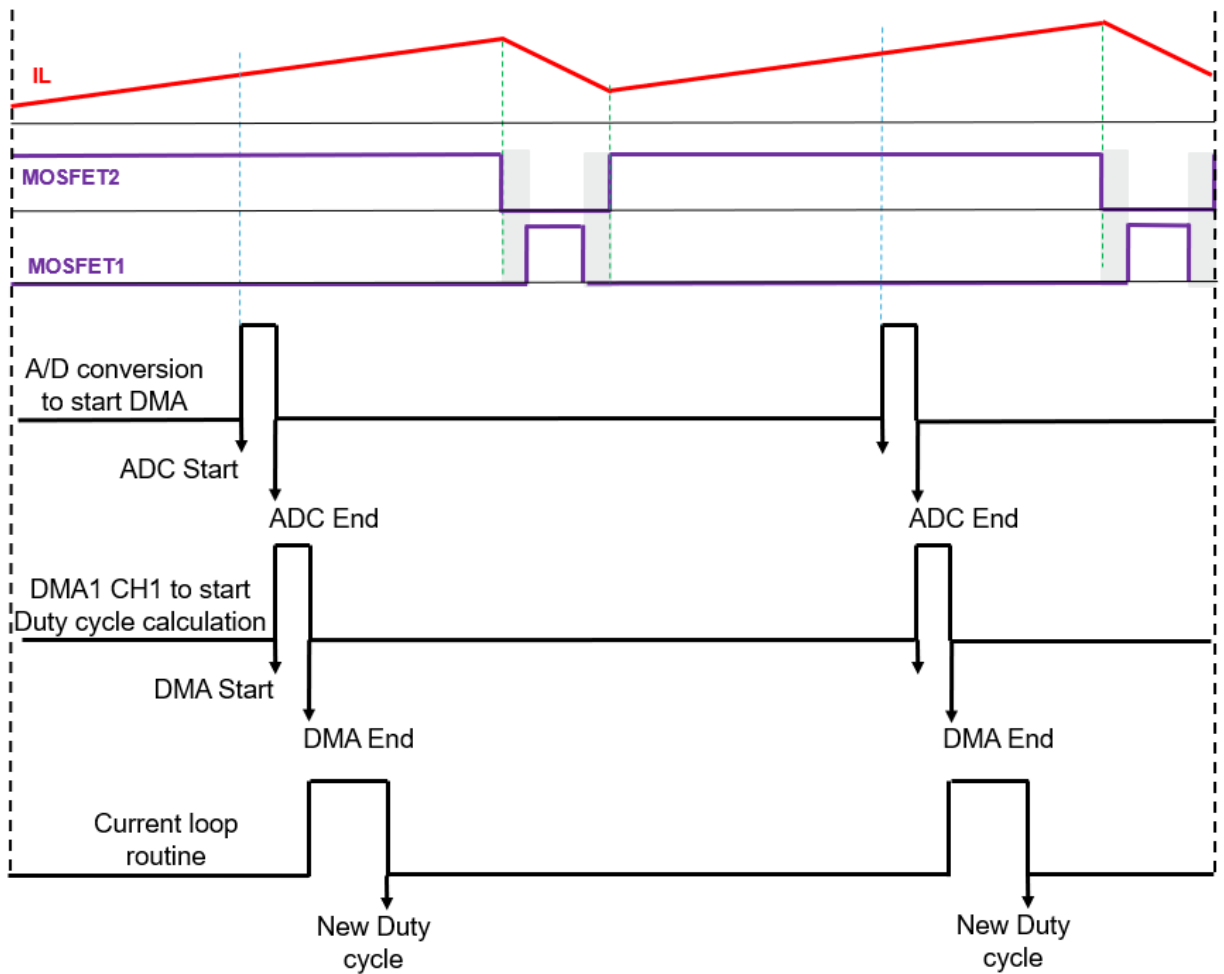 IL
MOSFET2
MOSFET1
A/D conversion
to start DMA
ADC Start
ADC End
ADC End
DMA1 CH1 to start
Duty cycle calculation
DMA Start
DMA End
DMA End
Current loop
routine
New Duty
cycle
New Duty
cycle